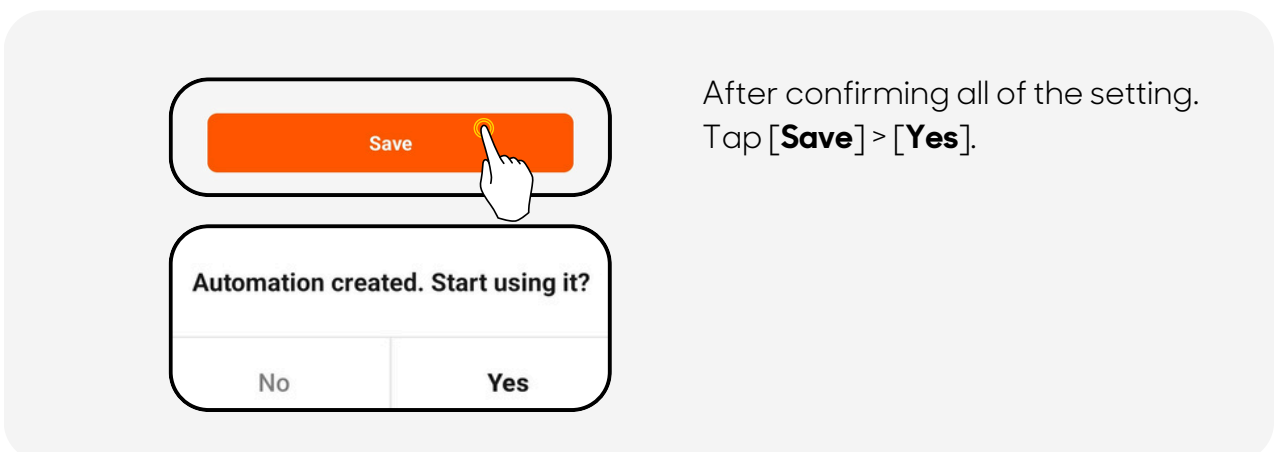 Save
Automation created. Start using it?
No
Yes
After confirming all of the setting.
Tap [Save] > [Yes].